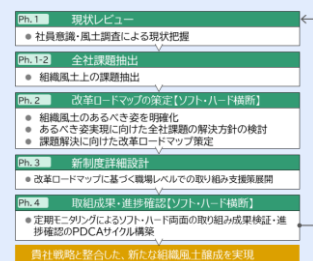 Ph. 1 現状レビュー
● 社員意識・風土調査による現状把握
Ph. 1-2 全社課題抽出
● 組織風土上の課題抽出
Ph. 2 改革ロードマップの策定【ソフト・ハード横断】
● 組織風土のあるべき姿を明確化
● あるべき姿実現に向けた全社課題の解決方針の検討
● 課題解決に向けた改革ロードマップ策定
Ph. 3 新制度詳細設計
● 改革ロードマップに基づく職場レベルでの取り組み支援策展開
Ph. 4 取組成果・進捗確認【ソフト・ハード横断】
● 定期モニタリングによるソフト・ハード両面の取り組み成果検証・進
捗確認のPDCAサイクル構築
貴社戦略と整合した、新たな組織風土醸成を実現